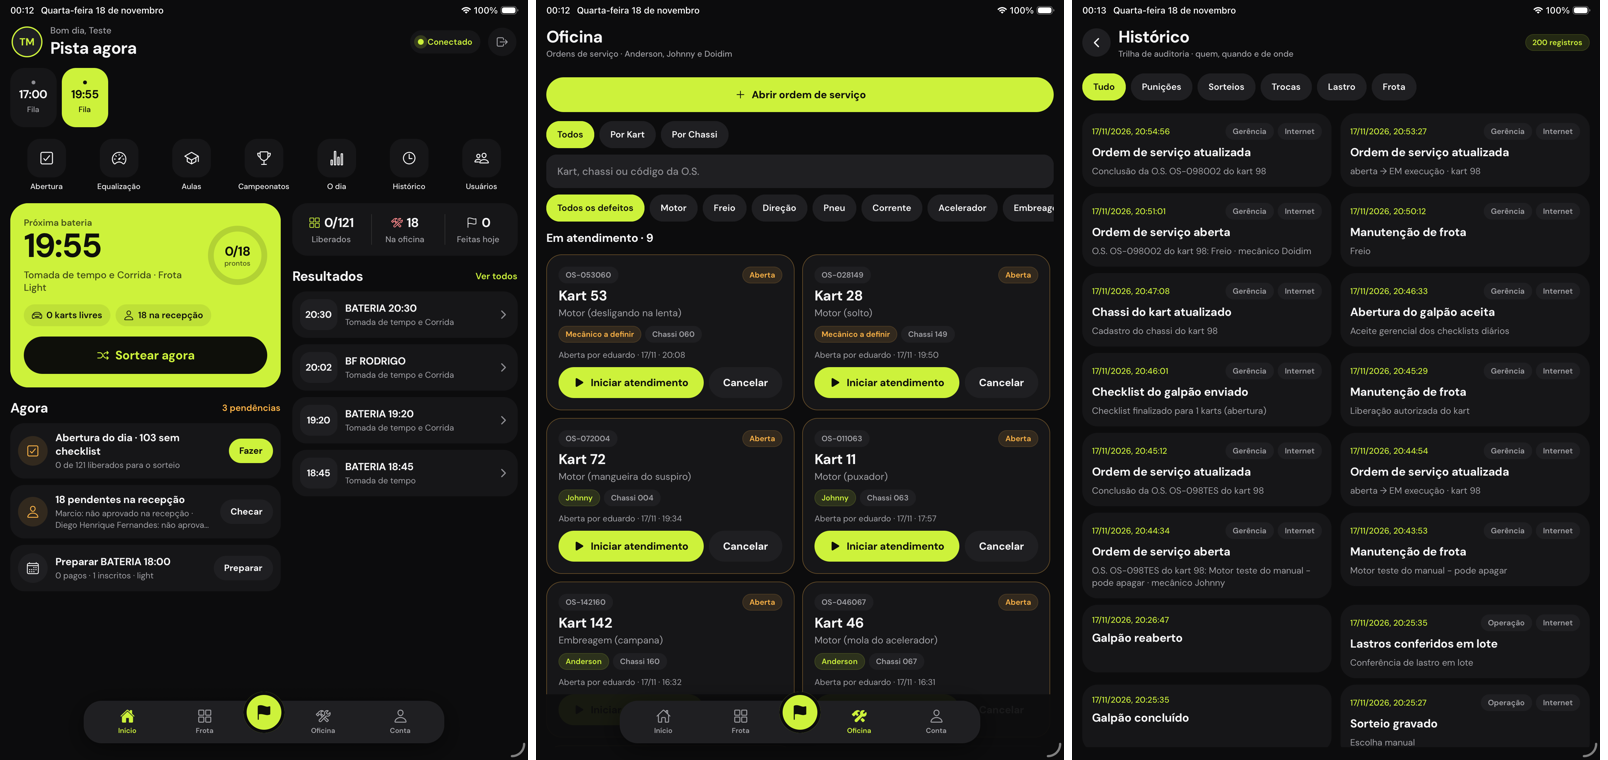 00:12 Quarta-feira 18 de novembro
100%
TM
Bom dia, Teste
Pista agora
Conectado
17:00
Fila
19:55
Fila
Abertura
Equalização
Aulas
Campeonatos
O dia
Histórico
Usuários
Próxima bateria
19:55
Tomada de tempo e Corrida · Frota
Light
0/18
prontos
0 karts livres
18 na recepção
Sortear agora
0/121
Liberados
18
Na oficina
0
Feitas hoje
Resultados
Ver todos
20:30
BATERIA 20:30
Tomada de tempo e Corrida
20:02
BF RODRIGO
Tomada de tempo e Corrida
19:20
BATERIA 19:20
Tomada de tempo e Corrida
18:45
BATERIA 18:45
Tomada de tempo
Agora
3 pendências
Abertura do dia · 103 sem
checklist
0 de 121 liberados para o sorteio
Fazer
18 pendentes na recepção
Marcio: não aprovado na recepção ·
Diego Henrique Fernandes: não aprova...
Checar
Preparar BATERIA 18:00
0 pagos · 1 inscritos · light
Preparar
Início
Frota
Oficina
Conta
00:12 Quarta-feira 18 de novembro
100%
Oficina
Ordens de serviço · Anderson, Johnny e Doidim
+ Abrir ordem de serviço
Todos
Por Kart
Por Chassi
Kart, chassi ou código da O.S.
Todos os defeitos
Motor
Freio
Direção
Pneu
Corrente
Acelerador
Embreag
Em atendimento · 9
OS-053060
Aberta
Kart 53
Motor (desligando na lenta)
Mecânico a definir
Chassi 060
Aberta por eduardo · 17/11 · 20:08
Iniciar atendimento
Cancelar
OS-028149
Aberta
Kart 28
Motor (solto)
Mecânico a definir
Chassi 149
Aberta por eduardo · 17/11 · 19:50
Iniciar atendimento
Cancelar
OS-072004
Aberta
Kart 72
Motor (mangueira do suspiro)
Johnny
Chassi 004
Aberta por eduardo · 17/11 · 19:34
Iniciar atendimento
Cancelar
OS-011063
Aberta
Kart 11
Motor (puxador)
Johnny
Chassi 063
Aberta por eduardo · 17/11 · 17:57
Iniciar atendimento
Cancelar
OS-142160
Aberta
Kart 142
Embreagem (campana)
Anderson
Chassi 160
Aberta por eduardo · 17/11 · 16:32
OS-046067
Aberta
Kart 46
Motor (mola do acelerador)
Anderson
Chassi 067
Aberta por eduardo · 17/11 · 16:31
Cancelar
Início
Frota
Oficina
Conta
00:13 Quarta-feira 18 de novembro
100%
Histórico
Trilha de auditoria · quem, quando e de onde
200 registros
Tudo
Punições
Sorteios
Trocas
Lastro
Frota
17/11/2026, 20:54:56
Gerência
Internet
Ordem de serviço atualizada
Conclusão da O.S. OS-098002 do kart 98
17/11/2026, 20:53:27
Gerência
Internet
Ordem de serviço atualizada
aberta → EM execução · kart 98
17/11/2026, 20:51:01
Gerência
Internet
Ordem de serviço aberta
O.S. OS-098002 do kart 98: Freio · mecânico Doidim
17/11/2026, 20:50:12
Gerência
Internet
Manutenção de frota
Freio
17/11/2026, 20:47:08
Gerência
Internet
Chassi do kart atualizado
Cadastro do chassi do kart 98
17/11/2026, 20:46:33
Gerência
Internet
Abertura do galpão aceita
Aceite gerencial dos checklists diários
17/11/2026, 20:46:01
Gerência
Internet
Checklist do galpão enviado
Checklist finalizado para 1 karts (abertura)
17/11/2026, 20:45:29
Gerência
Internet
Manutenção de frota
Liberação autorizada do kart
17/11/2026, 20:45:12
Gerência
Internet
Ordem de serviço atualizada
Conclusão da O.S. OS-098TES do kart 98
17/11/2026, 20:44:54
Gerência
Internet
Ordem de serviço atualizada
aberta → EM execução · kart 98
17/11/2026, 20:44:34
Gerência
Internet
Ordem de serviço aberta
O.S. OS-098TES do kart 98: Motor teste do manual -
pode apagar · mecânico Johnny
17/11/2026, 20:43:53
Gerência
Internet
Manutenção de frota
Motor teste do manual - pode apagar
17/11/2026, 20:26:47
Galpão reaberto
17/11/2026, 20:25:35
Operação
Internet
Lastros conferidos em lote
Conferência de lastro em lote
17/11/2026, 20:25:35
Galpão concluído
17/11/2026, 20:25:27
Operação
Internet
Sorteio gravado
Escolha manual